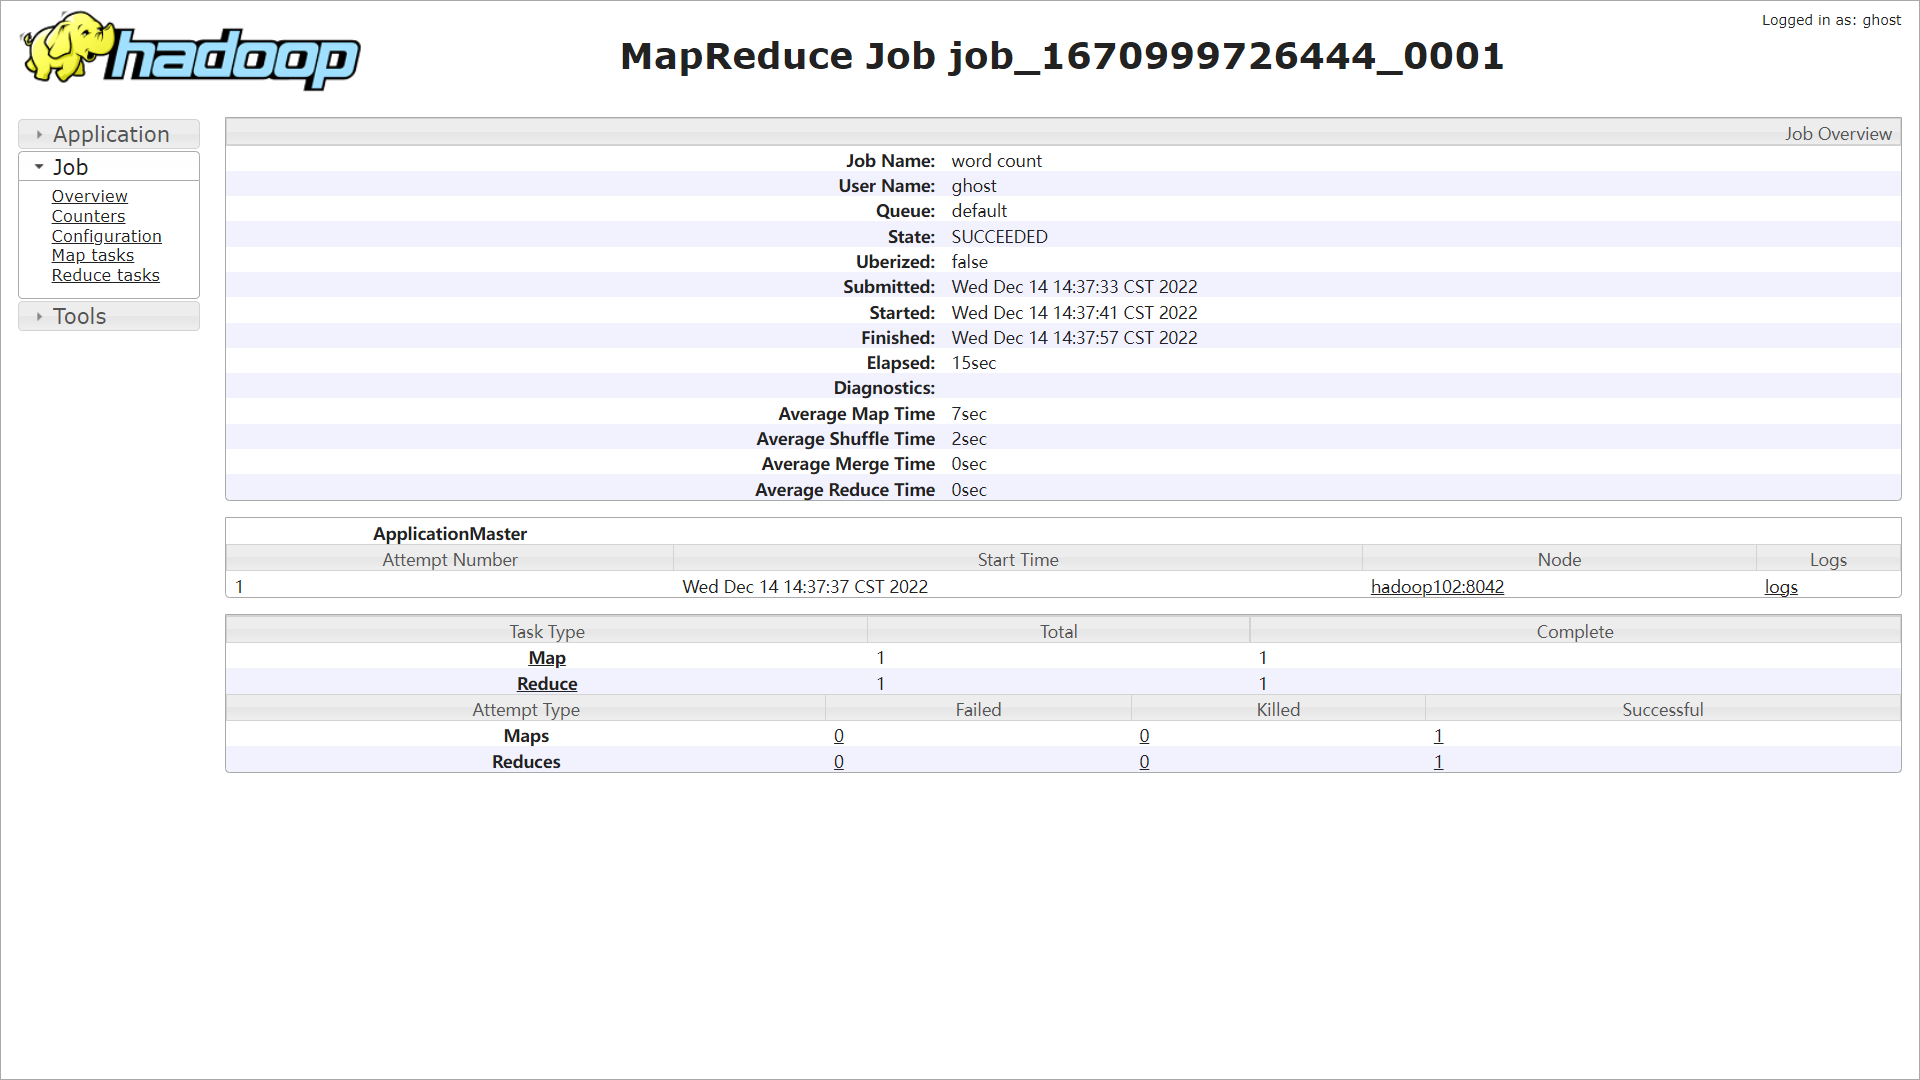 Logged in as: ghost
hadoop
MapReduce Job job_1670999726444_0001
Application
Job
Overview
Counters
Configuration
Map tasks
Reduce tasks
Tools
Job Overview
Job Name: word count
User Name: ghost
Queue: default
State: SUCCEEDED
Uberized: false
Submitted: Wed Dec 14 14:37:33 CST 2022
Started: Wed Dec 14 14:37:41 CST 2022
Finished: Wed Dec 14 14:37:57 CST 2022
Elapsed: 15sec
Diagnostics:
Average Map Time 7sec
Average Shuffle Time 2sec
Average Merge Time 0sec
Average Reduce Time 0sec
ApplicationMaster
Attempt Number Start Time Node Logs
1 Wed Dec 14 14:37:37 CST 2022 hadoop102:8042 logs
Task Type Total Complete
Map 1 1
Reduce 1 1
Attempt Type Failed Killed Successful
Maps 0 0 1
Reduces 0 0 1